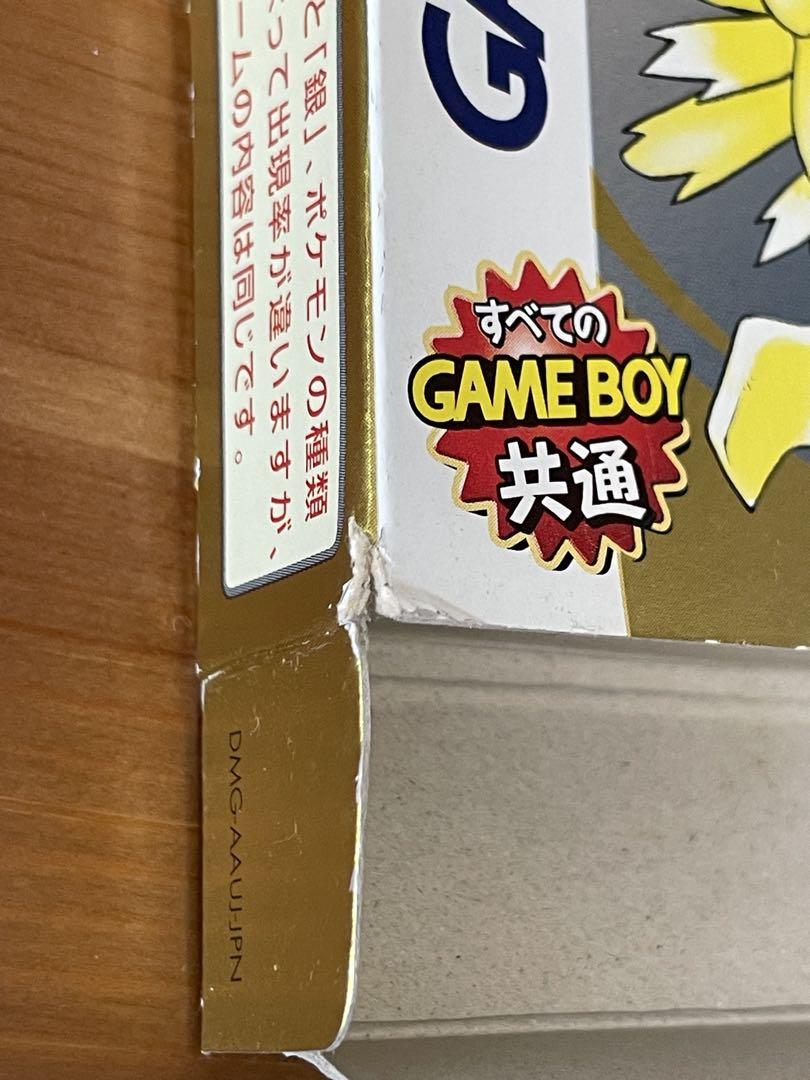 と「銀」、ポケモンの種類
って出現率が違いますが、
ームの内容は同じです。
GA
すべての
GAME BOY
共通
DMG-AAUJ-JPN